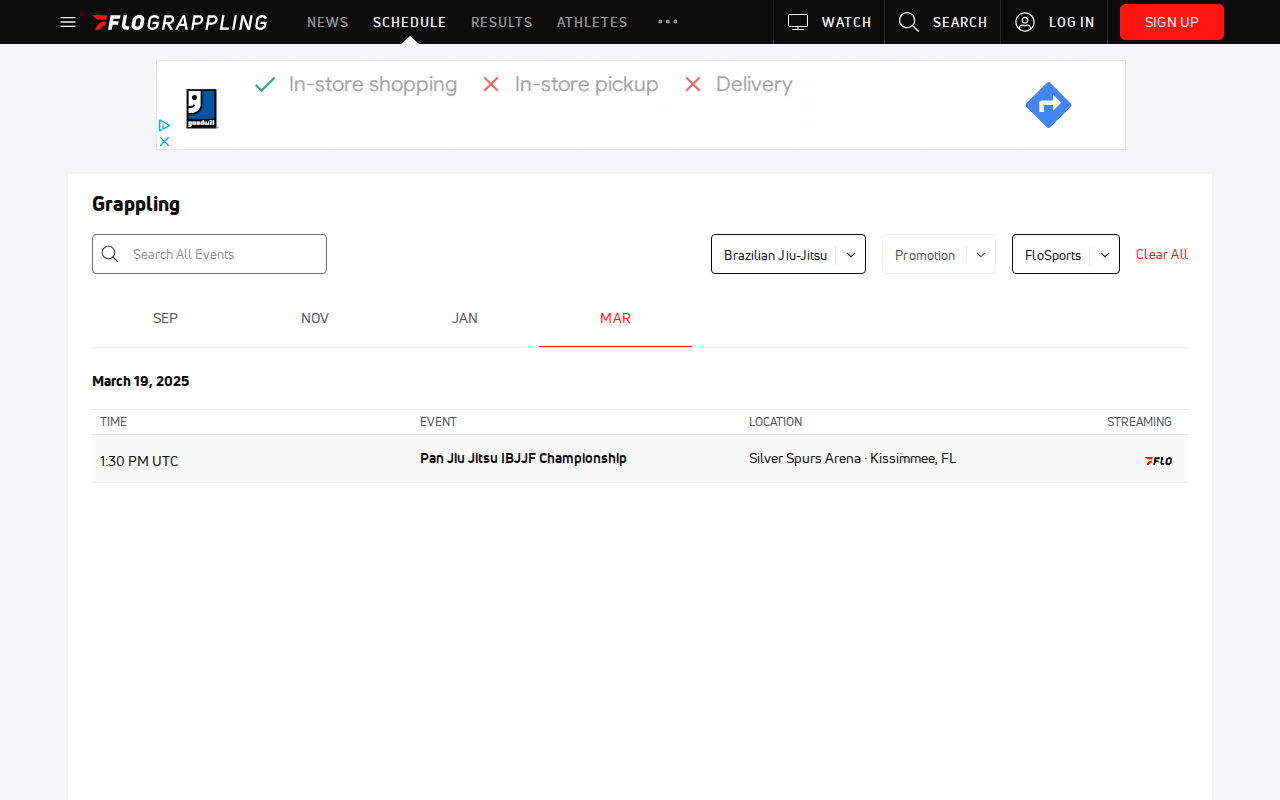 FLOGRAPPLING NEWS SCHEDULE RESULTS ATHLETES WATCH SEARCH LOG IN SIGN UP
goodwill In-store shopping In-store pickup Delivery
Grappling
Search All Events Brazilian Jiu-Jitsu Promotion FloSports Clear All
SEP NOV JAN MAR
March 19, 2025
TIME EVENT LOCATION STREAMING
1:30 PM UTC Pan Jiu Jitsu IBJJF Championship Silver Spurs Arena · Kissimmee, FL FLO